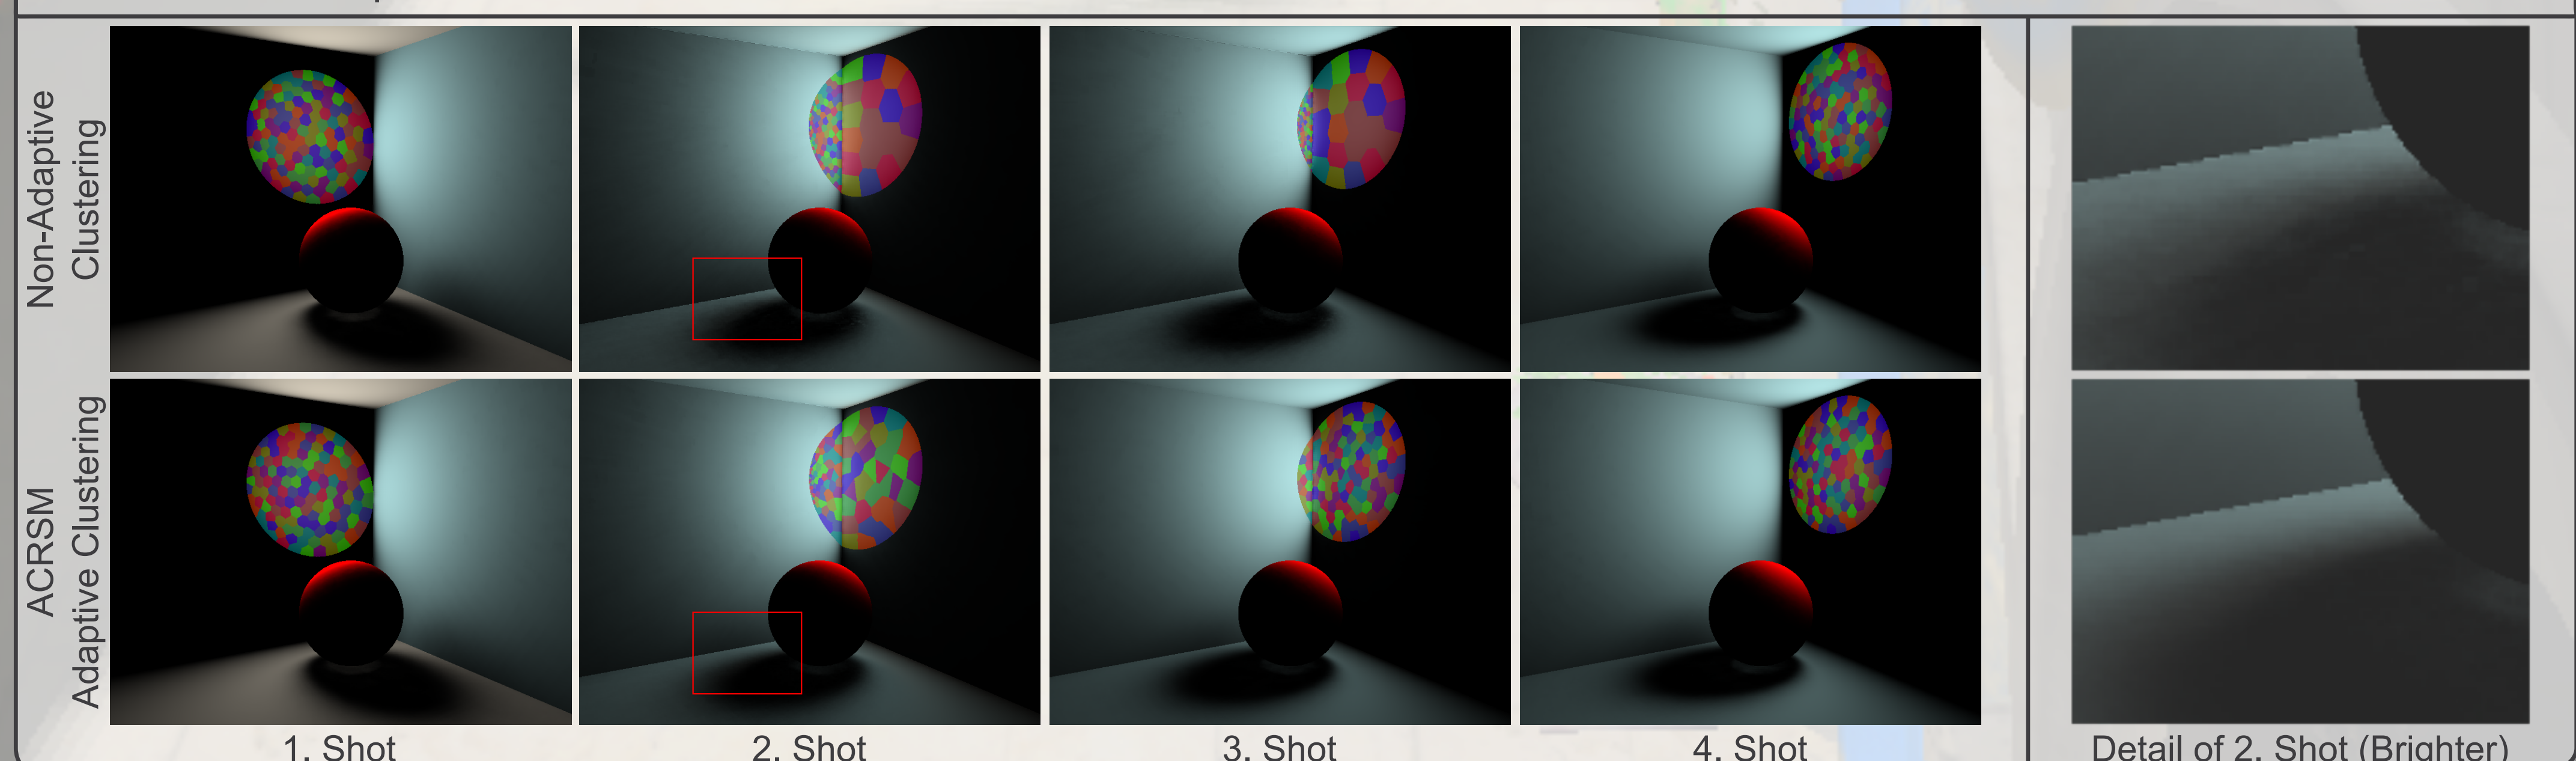 Non-Adaptive
Clustering
ACRSM
Adaptive Clustering
1. Shot
2. Shot
3. Shot
4. Shot
Detail of 2. Shot (Brighter)